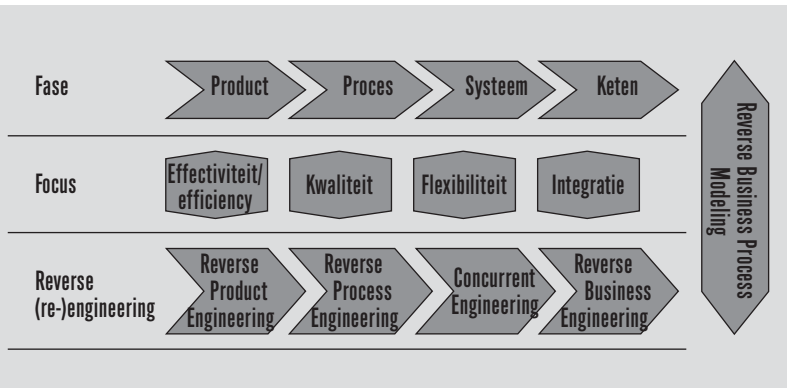 Fase
Product
Proces
Systeem
Keten
Focus
Effectiviteit/
efficiency
Kwaliteit
Flexibiliteit
Integratie
Reverse
(re-)engineering
Reverse
Product
Engineering
Reverse
Process
Engineering
Concurrent
Engineering
Reverse
Business
Engineering
Reverse Business Process
Modeling